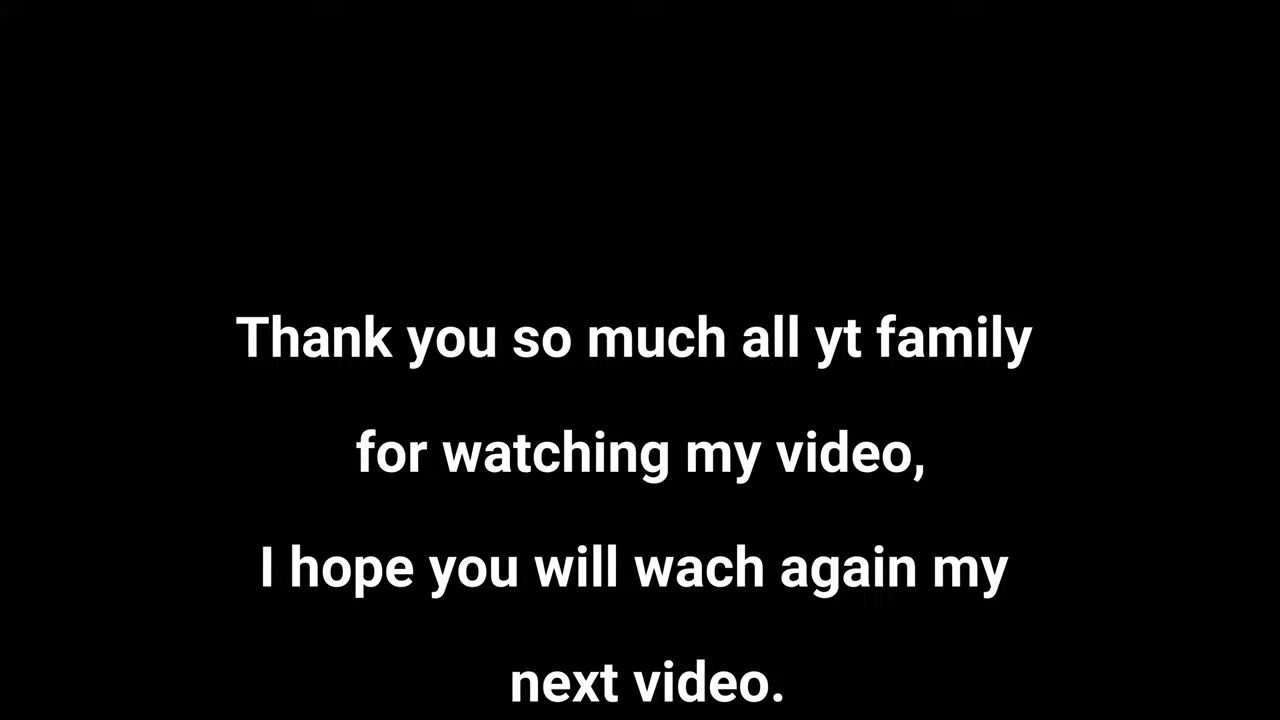 Thank you so much all yt family
for watching my video,
I hope you will wach again my
next video.